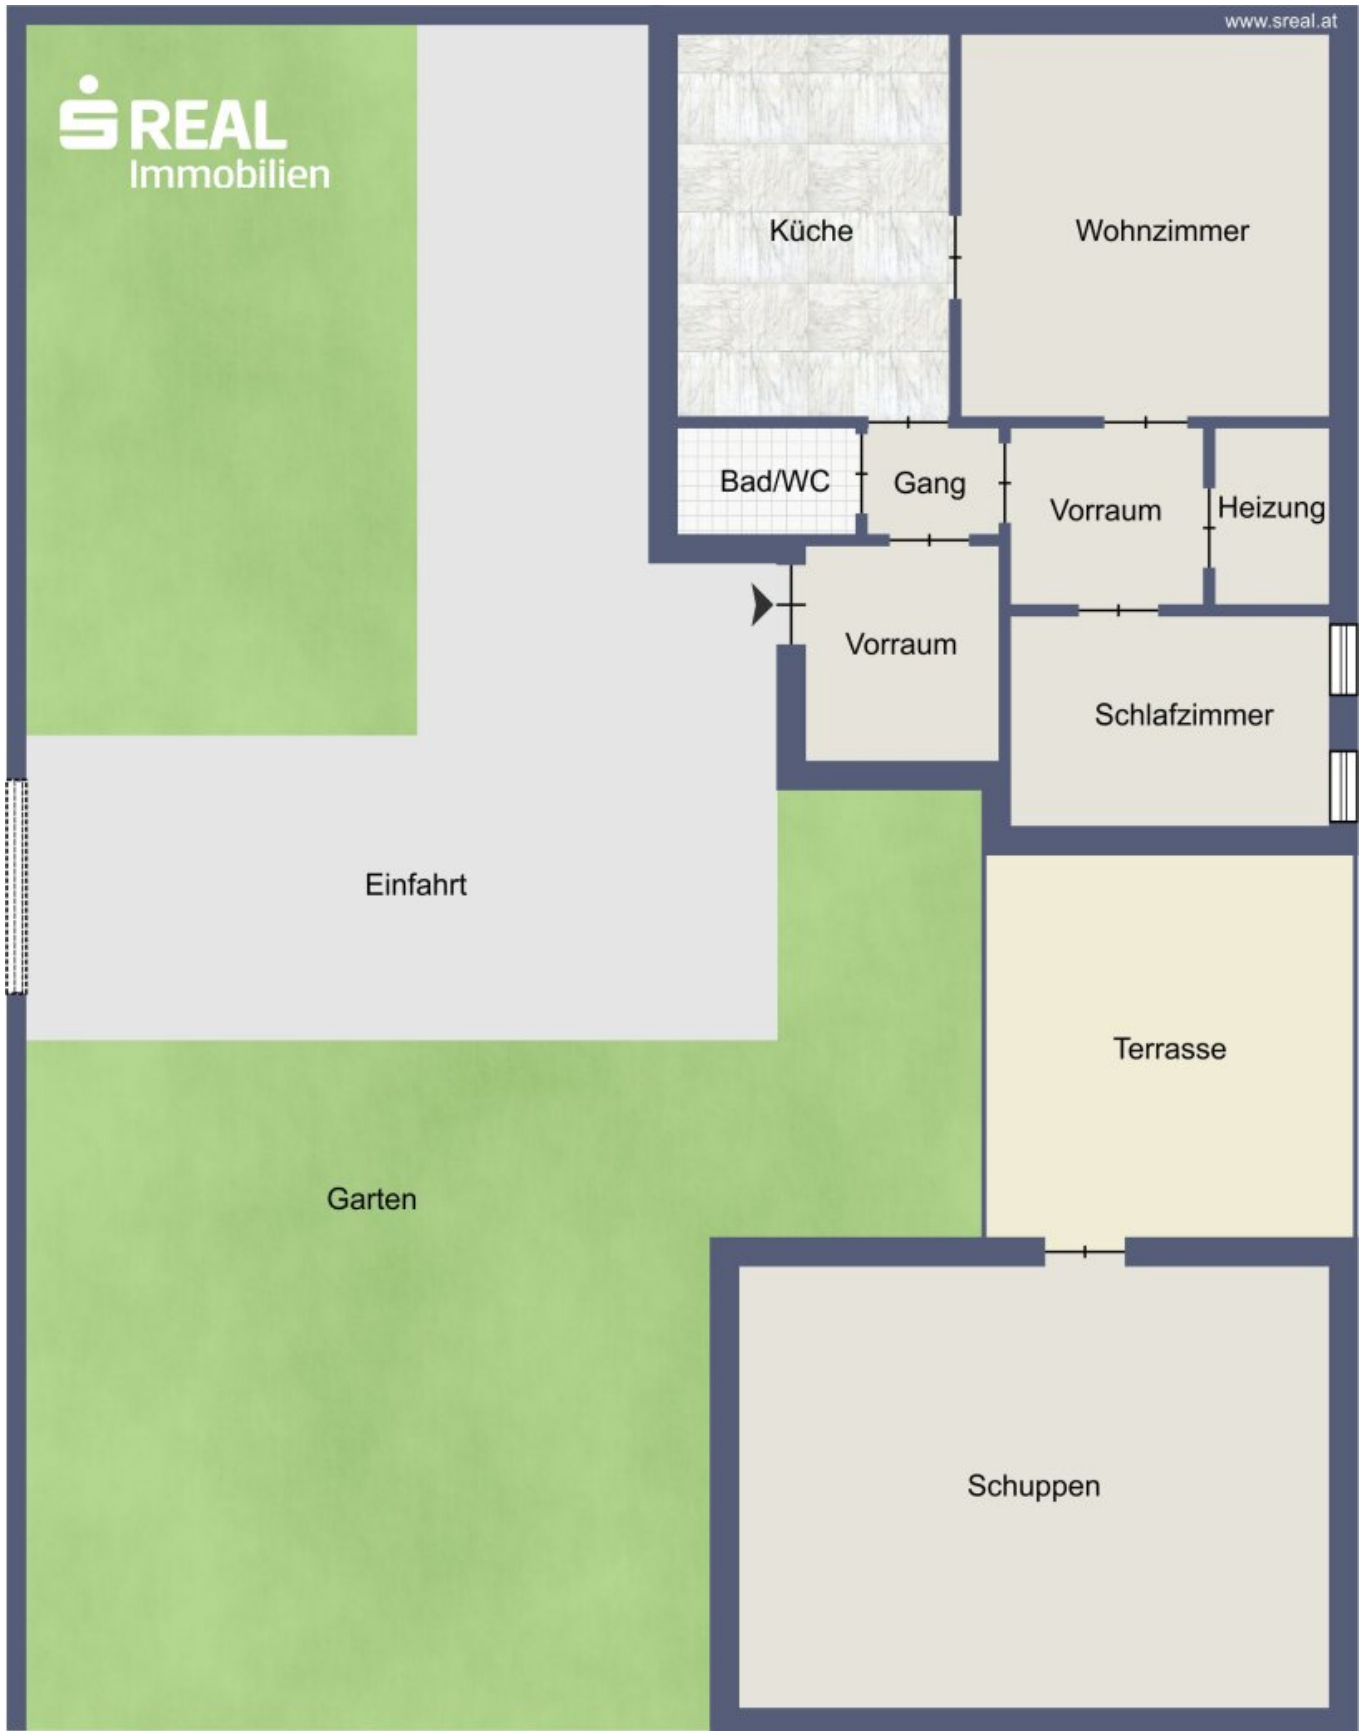 www.sreal.at
S REAL
Immobilien
Küche
Wohnzimmer
Bad/WC
Gang
Vorraum
Heizung
Vorraum
Schlafzimmer
Einfahrt
Terrasse
Garten
Schuppen